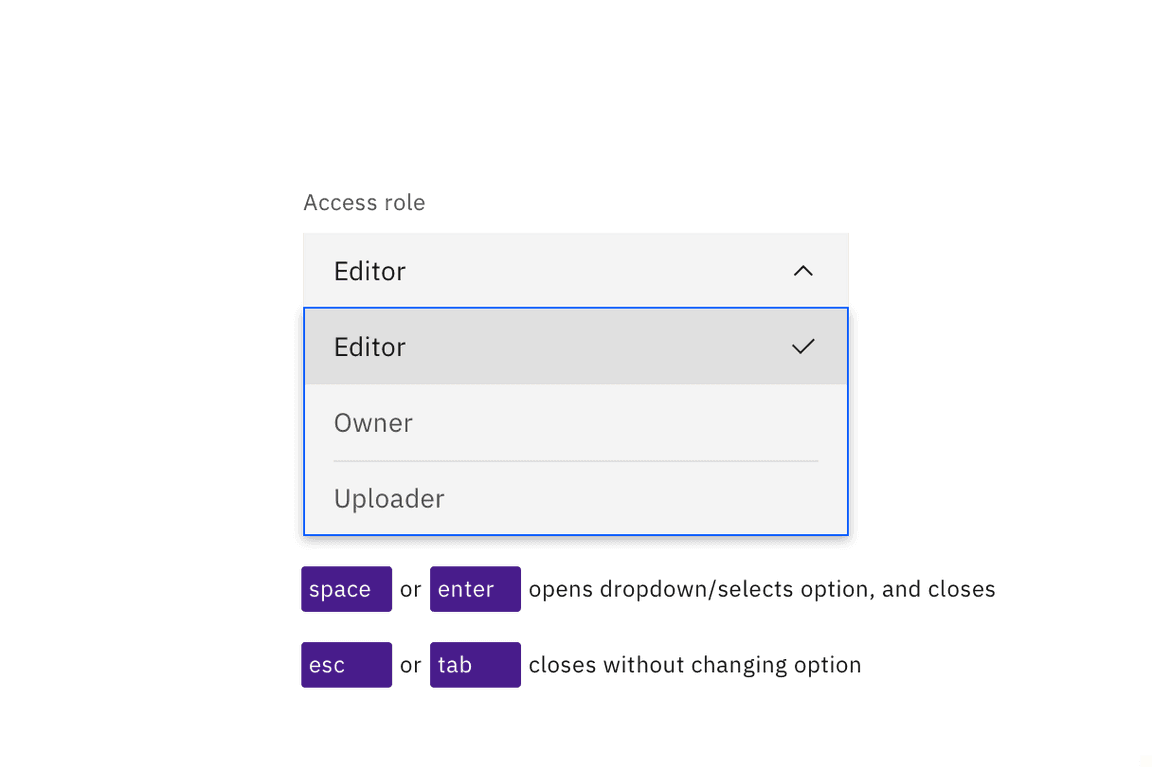 Access role
Editor
Editor
Owner
Uploader
space or enter opens dropdown/selects option, and closes
esc or tab closes without changing option